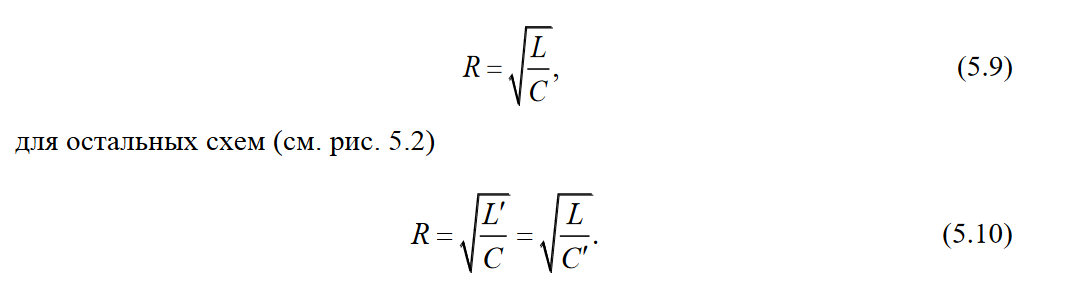 R = √(L/C), (5.9)
для остальных схем (см. рис. 5.2)
R = √(L′/C) = √(L/C′). (5.10)